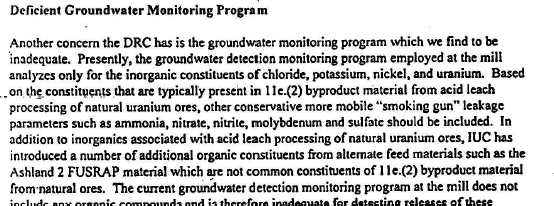 Deficient Groundwater Monitoring Program
Another concern the DRC has is the groundwater monitoring program which we find to be
inadequate. Presently, the groundwater detection monitoring program employed at the mill
analyzes only for the inorganic constituents of chloride, potassium, nickel, and uranium. Based
on the constituents that are typically present in 11e.(2) byproduct material from acid leach
processing of natural uranium ores, other conservative more mobile "smoking gun" leakage
parameters such as ammonia, nitrate, nitrite, molybdenum and sulfate should be included. In
addition to inorganics associated with acid leach processing of natural uranium ores, IUC has
introduced a number of additional organic constituents from alternate feed materials such as the
Ashland 2 FUSRAP material which are not common constituents of 11e.(2) byproduct material
from natural ores. The current groundwater detection monitoring program at the mill does not
include any organic compounds and is therefore inadequate for detecting releases of these